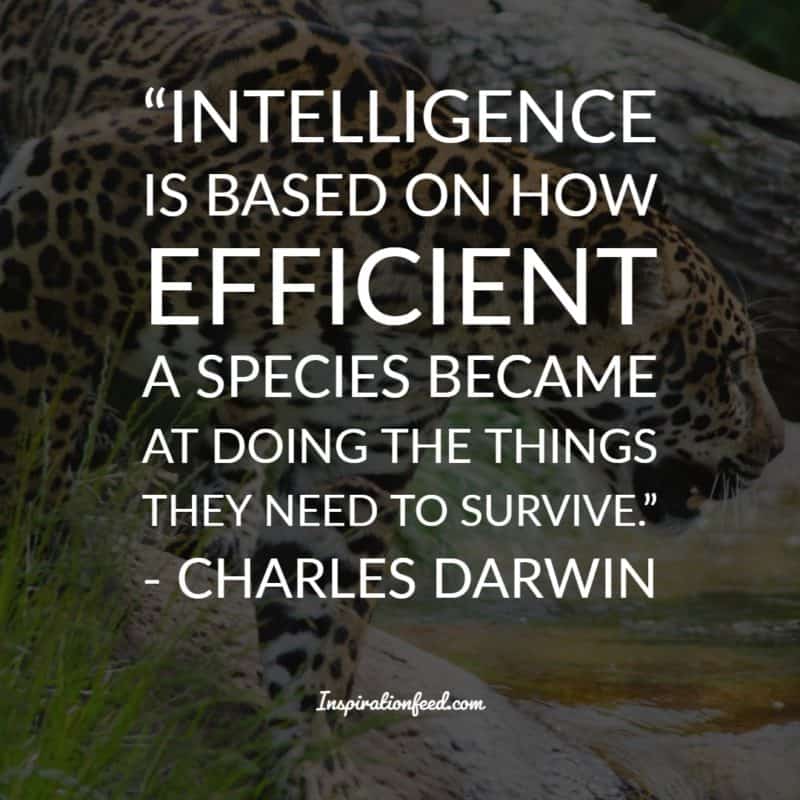 “INTELLIGENCE
IS BASED ON HOW
EFFICIENT
A SPECIES BECAME
AT DOING THE THINGS
THEY NEED TO SURVIVE.”
- CHARLES DARWIN
Inspirationfeed.com